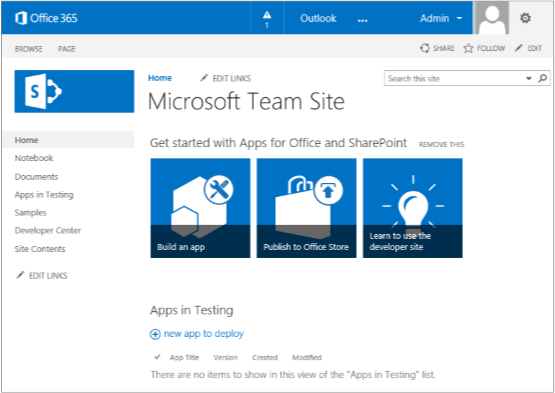 Office 365
1
Outlook
...
Admin
BROWSE PAGE
SHARE FOLLOW EDIT
S
Home EDIT LINKS
Search this site
Microsoft Team Site
Home
Notebook
Documents
Apps in Testing
Samples
Developer Center
Site Contents
EDIT LINKS
Get started with Apps for Office and SharePoint REMOVE THIS
Build an app
Publish to Office Store
Learn to use the
developer site
Apps in Testing
new app to deploy
App Title Version Created Modified
There are no items to show in this view of the "Apps in Testing" list.